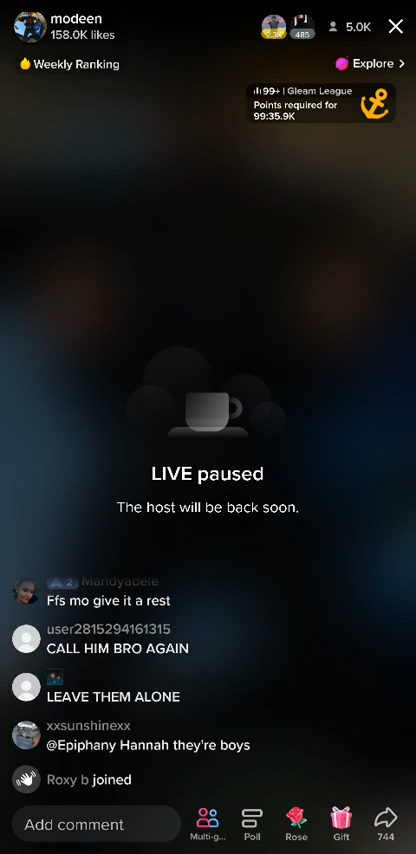 modeen
158.0K likes
5.0K
485
Weekly Ranking
Explore
99+ | Gleam League
Points required for
99:35.9K
LIVE paused
The host will be back soon.
2 Mandyadele
Ffs mo give it a rest
user2815294161315
CALL HIM BRO AGAIN
LEAVE THEM ALONE
xxsunshinexx
@Epiphany Hannah they're boys
Roxy b joined
Add comment
Multi-g...
Poll
Rose
Gift
744